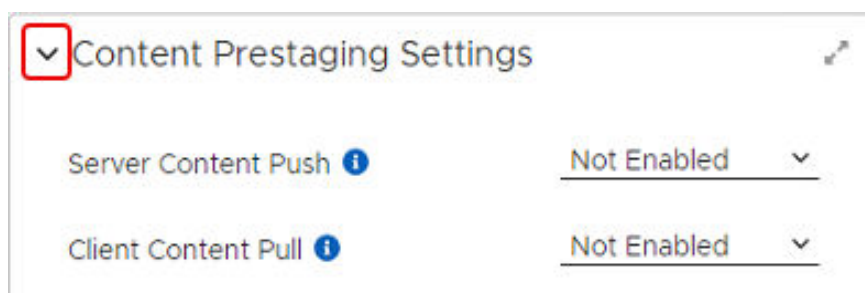 Content Prestaging Settings
Server Content Push Not Enabled
Client Content Pull Not Enabled